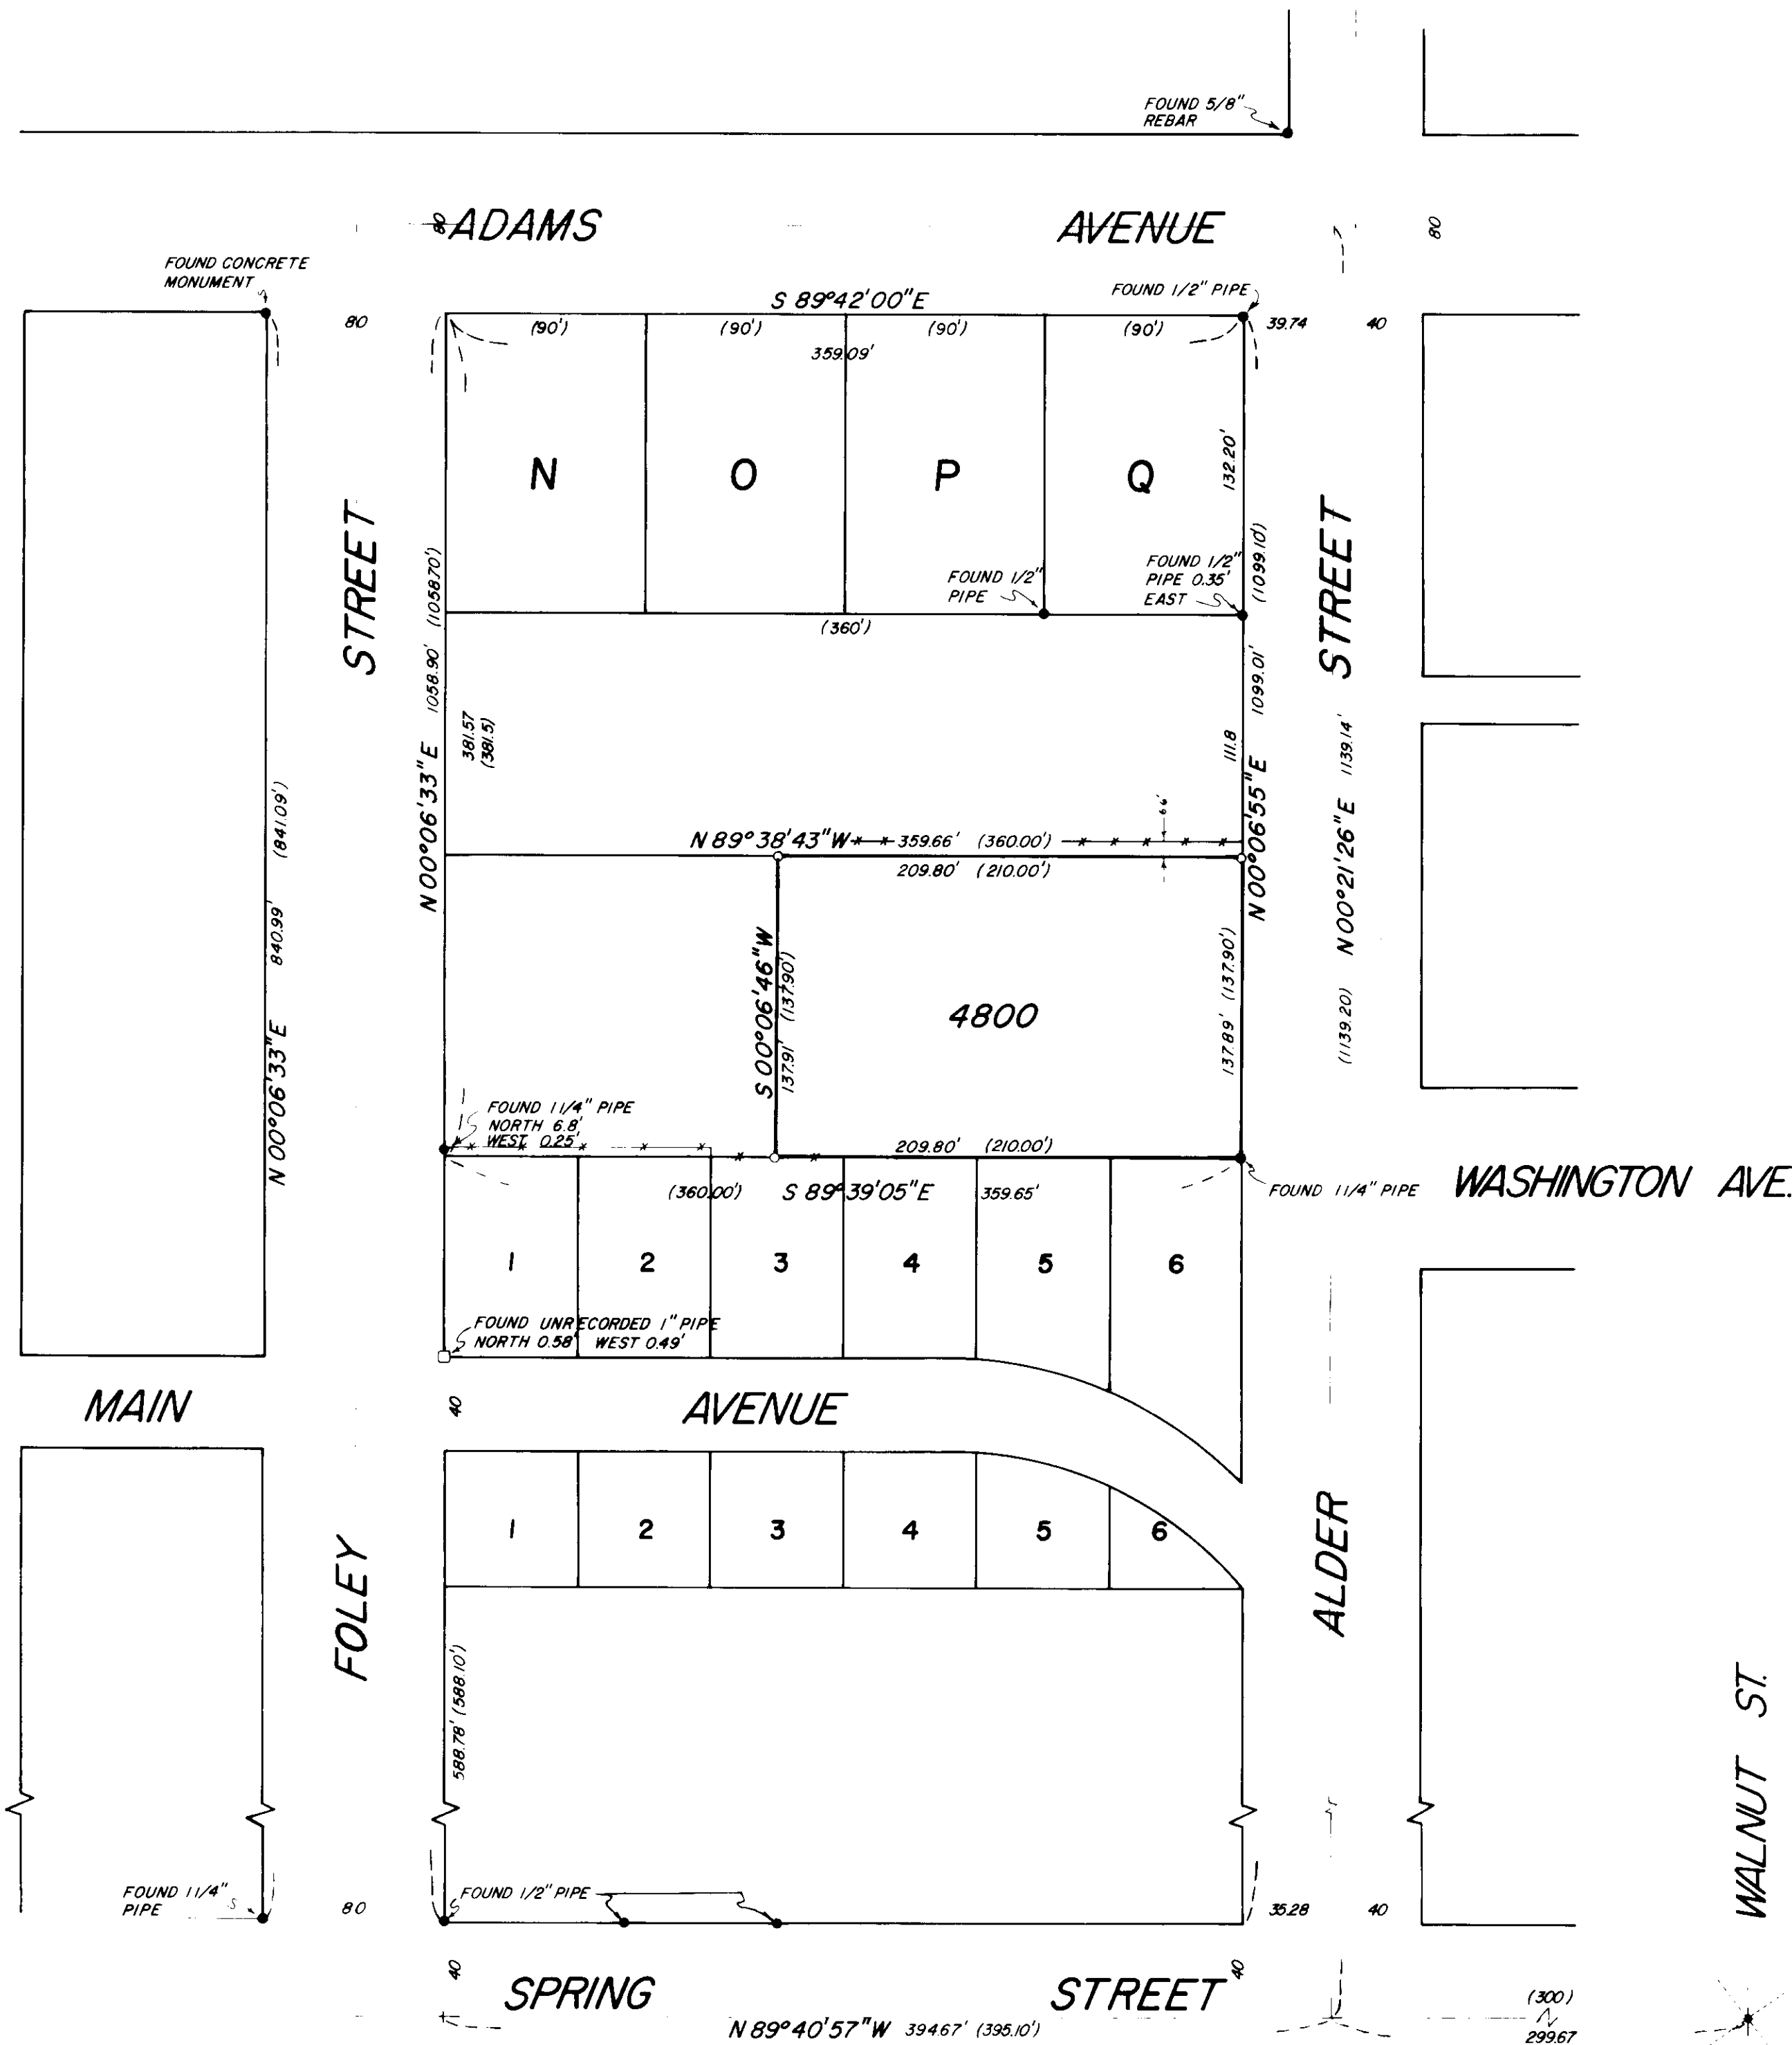 FOUND 5/8"
REBAR
80
ADAMS AVENUE
80
FOUND CONCRETE
MONUMENT
S 89°42'00"E
FOUND 1/2" PIPE
80
(90') (90') (90') (90')
39.74 40
359.09'
N O P Q
132.20'
STREET
STREET
(1058.70')
1058.90'
(1099.10')
1099.01'
FOUND 1/2"
PIPE
FOUND 1/2"
PIPE 0.35'
EAST
(360')
381.57
(381.5)
111.8
N 00°06'33"E
N 00°06'55"E
N 00°21'26"E 1139.14'
(1139.20)
(841.09')
840.99'
N 00°06'33"E
6.6'
N 89°38'43"W 359.66' (360.00')
209.80' (210.00')
S 00°06'46"W
137.91' (137.90')
4800
137.89' (137.90')
FOUND 1 1/4" PIPE
NORTH 6.8'
WEST 0.25'
209.80' (210.00')
(360.00') S 89°39'05"E 359.65'
FOUND 1 1/4" PIPE
WASHINGTON AVE.
1 2 3 4 5 6
FOUND UNRECORDED 1" PIPE
NORTH 0.58' WEST 0.49'
MAIN AVENUE
40
1 2 3 4 5 6
FOLEY
ALDER
588.78' (588.10')
WALNUT ST.
FOUND 1 1/4"
PIPE
80
FOUND 1/2" PIPE
35.28 40
40
40
SPRING STREET
N 89°40'57"W 394.67' (395.10')
(300)
299.67